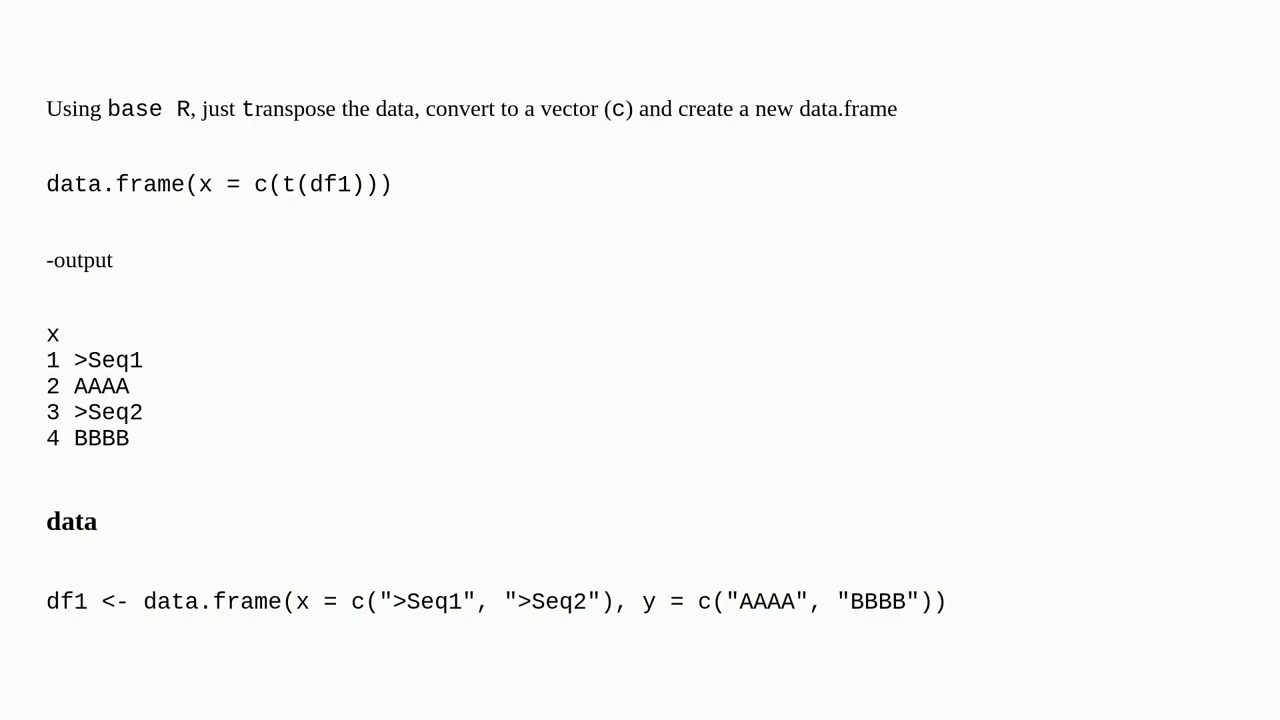 Using base R, just transpose the data, convert to a vector (c) and create a new data.frame
data.frame(x = c(t(df1)))
-output
x
1 >Seq1
2 AAAA
3 >Seq2
4 BBBB
data
df1 <- data.frame(x = c(">Seq1", ">Seq2"), y = c("AAAA", "BBBB"))